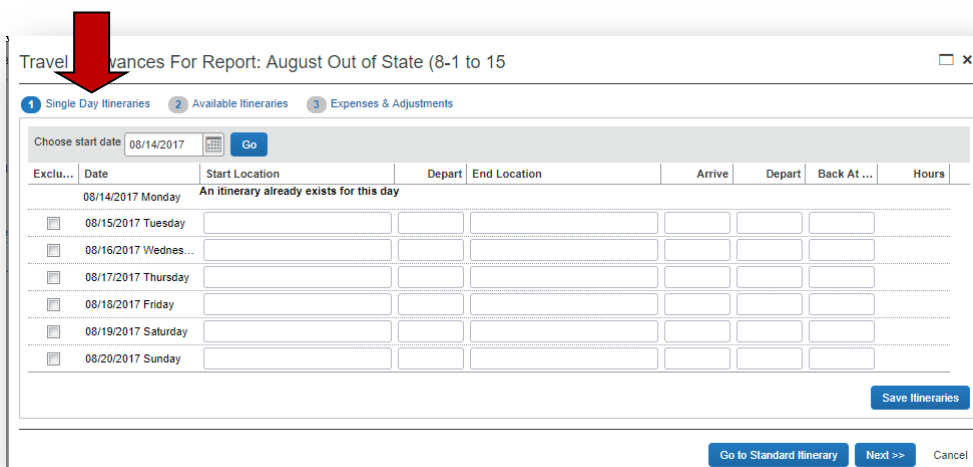 Travel wances For Report: August Out of State (8-1 to 15
1 Single Day Itineraries 2 Available Itineraries 3 Expenses & Adjustments
Choose start date 08/14/2017 Go
Exclu... Date Start Location Depart End Location Arrive Depart Back At ... Hours
08/14/2017 Monday An itinerary already exists for this day
08/15/2017 Tuesday
08/16/2017 Wednes...
08/17/2017 Thursday
08/18/2017 Friday
08/19/2017 Saturday
08/20/2017 Sunday
Save Itineraries
Go to Standard Itinerary Next >> Cancel